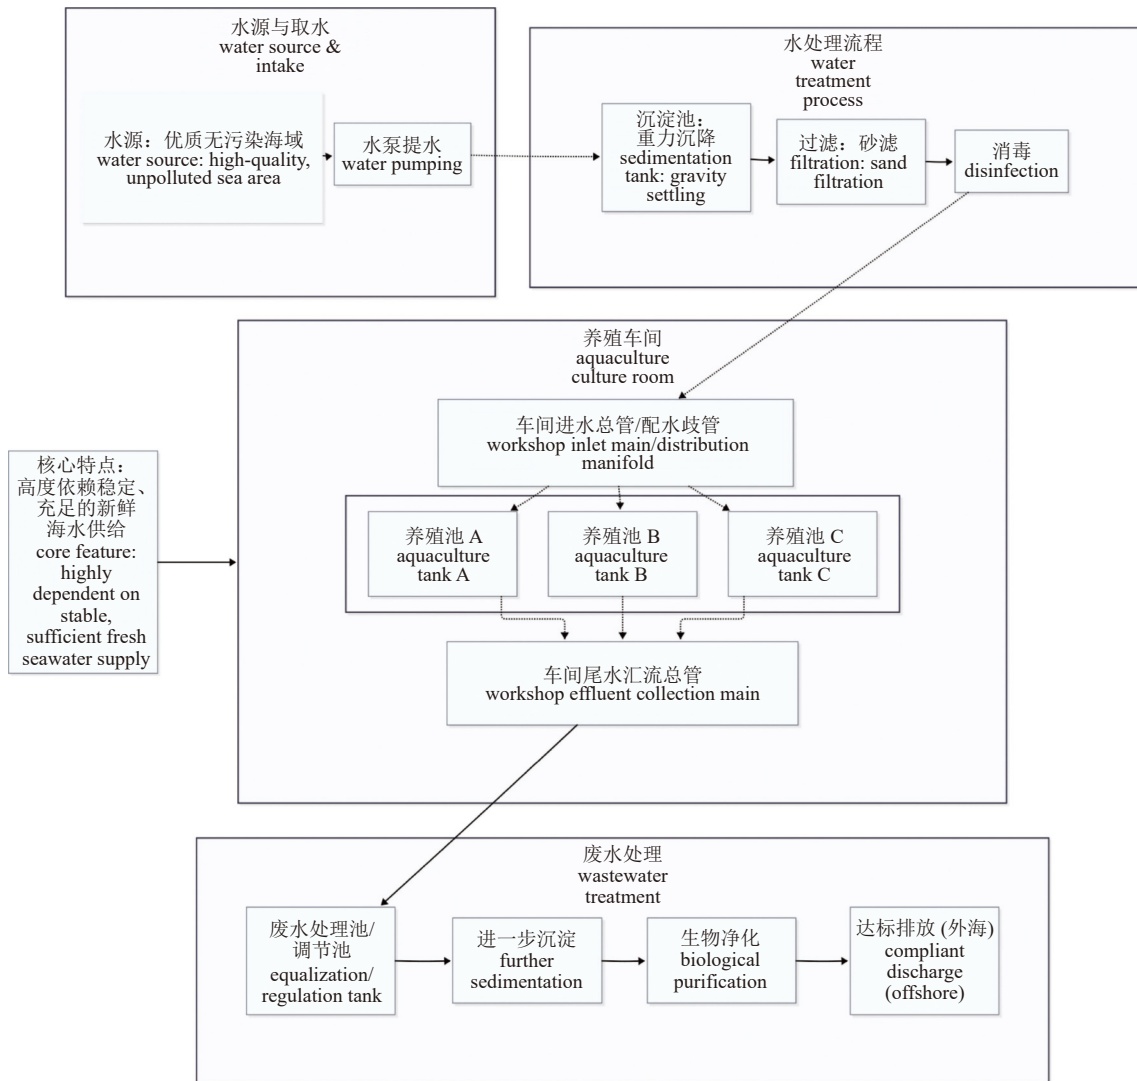 水源与取水
water source &
intake
水源：优质无污染海域
water source: high-quality,
unpolluted sea area
水泵提水
water pumping
水处理流程
water
treatment
process
沉淀池：
重力沉降
sedimentation
tank: gravity
settling
过滤：砂滤
filtration: sand
filtration
消毒
disinfection
养殖车间
aquaculture
culture room
车间进水总管/配水歧管
workshop inlet main/distribution
manifold
核心特点：
高度依赖稳定、
充足的新鲜
海水供给
core feature:
highly
dependent on
stable,
sufficient fresh
seawater supply
养殖池 A
aquaculture
tank A
养殖池 B
aquaculture
tank B
养殖池 C
aquaculture
tank C
车间尾水汇流总管
workshop effluent collection main
废水处理
wastewater
treatment
废水处理池/
调节池
equalization/
regulation tank
进一步沉淀
further
sedimentation
生物净化
biological
purification
达标排放 (外海)
compliant
discharge
(offshore)